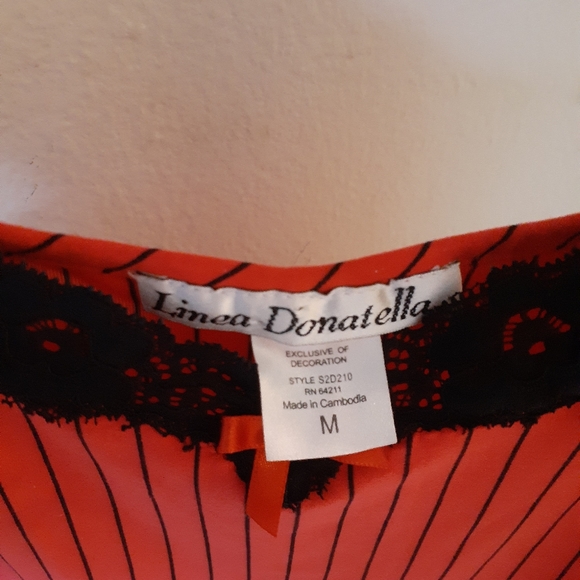 Linea Donatella
EXCLUSIVE OF
DECORATION
STYLE S2D210
RN 64211
Made in Cambodia
M